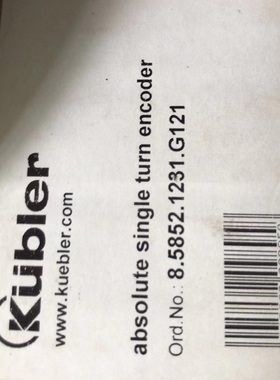 Kübler
www.kuebler.com
absolute single turn encoder
Ord.No.: 8.5852.1231.G121